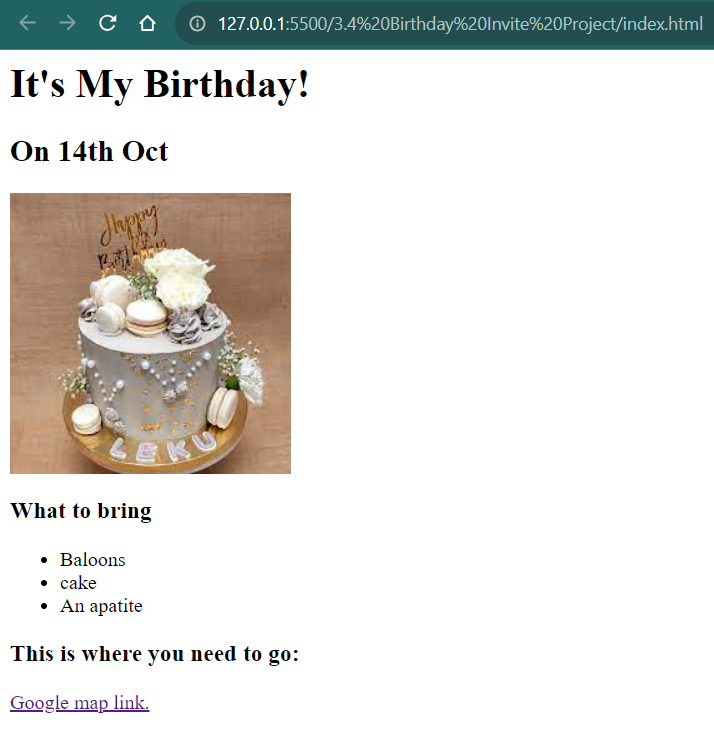 127.0.0.1:5500/3.4%20Birthday%20Invite%20Project/index.html
It's My Birthday!
On 14th Oct
Happy
Birthday
LEKU
What to bring
Baloons
cake
An apatite
This is where you need to go:
Google map link.